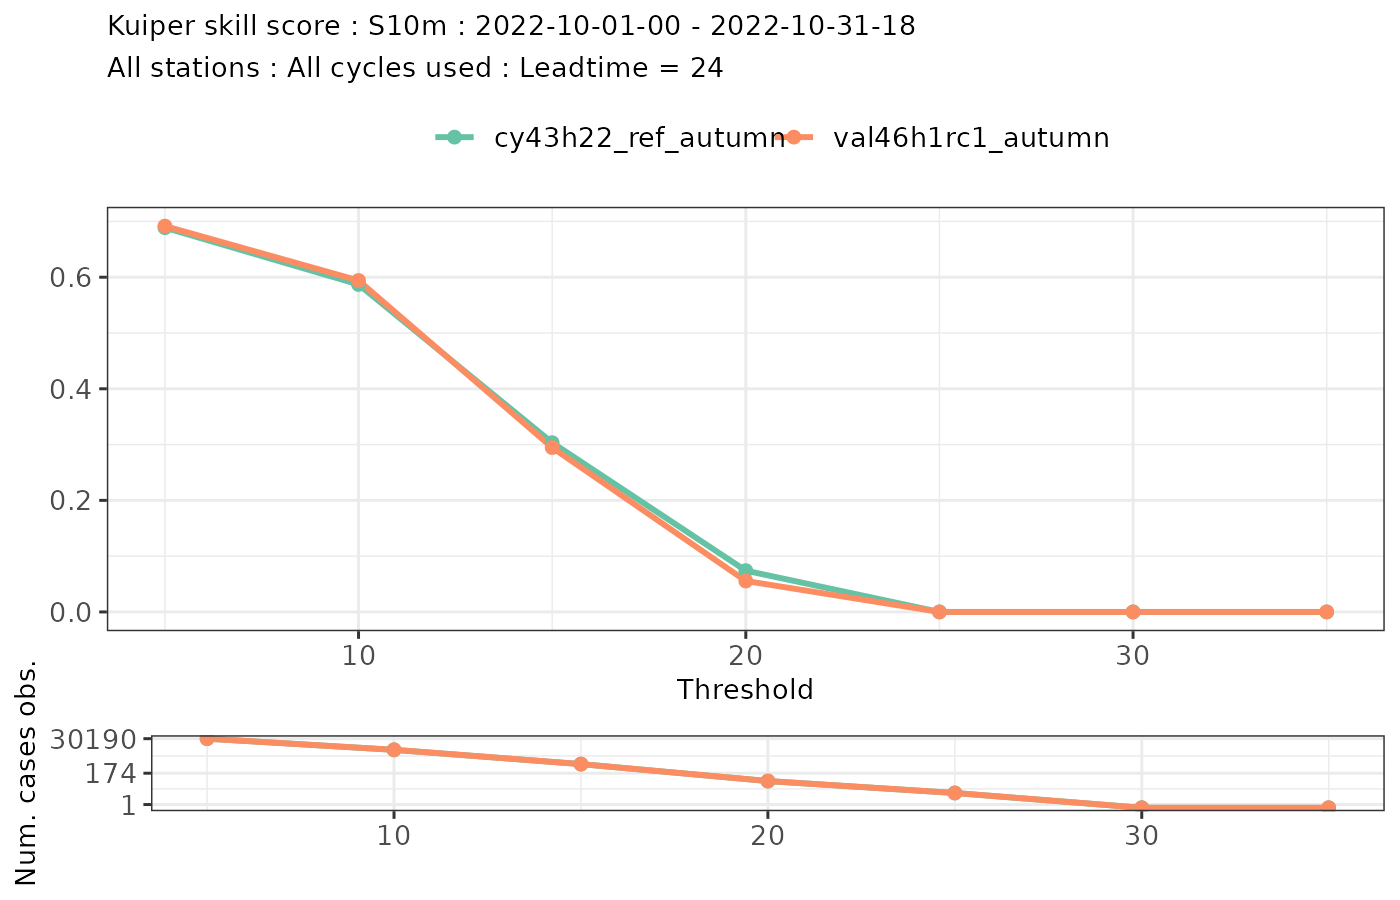 Kuiper skill score : S10m : 2022-10-01-00 - 2022-10-31-18
All stations : All cycles used : Leadtime = 24
cy43h22_ref_autumn val46h1rc1_autumn
0.6
0.4
0.2
0.0
10 20 30
Threshold
Num. cases obs.
30190
174
1
10 20 30